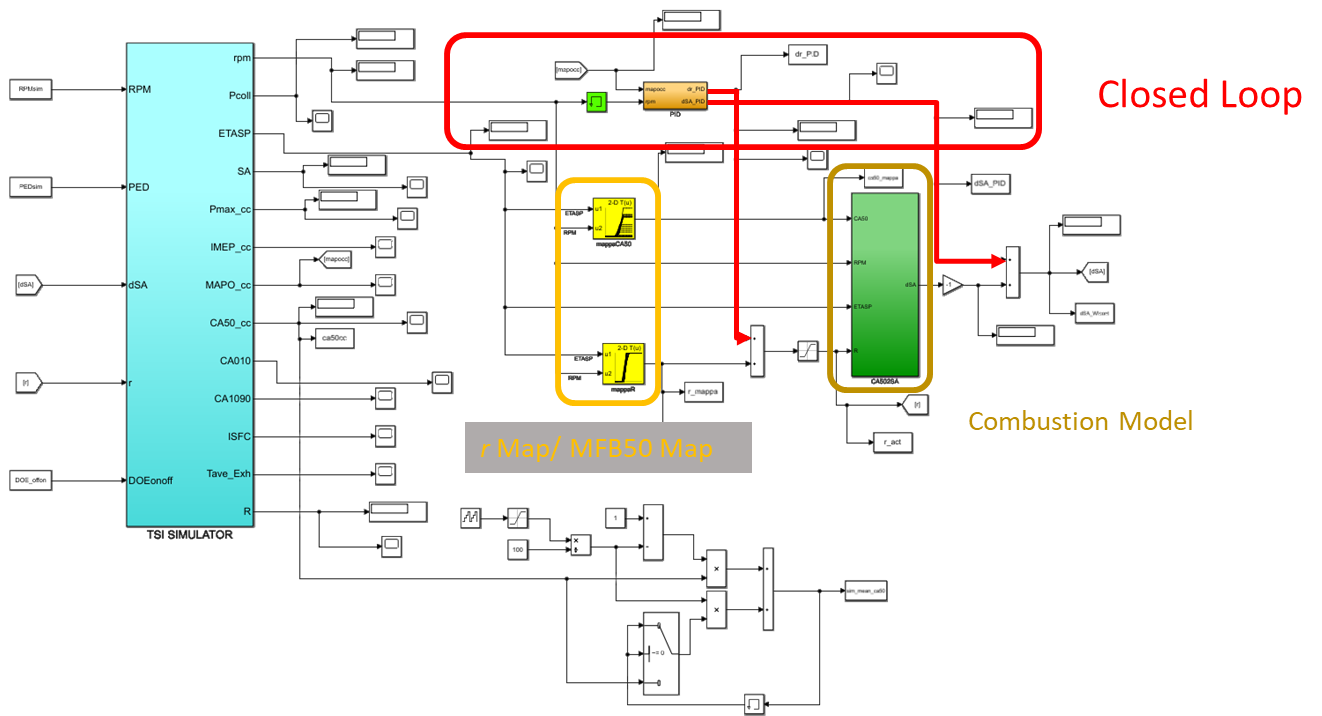 RPMsim
PEDsim
[dSA]
[r]
DOE_offon
RPM
PED
dSA
r
DOEonoff
rpm
Pcoll
ETASP
SA
Pmax_cc
IMEP_cc
MAPO_cc
CA50_cc
CA010
CA1090
ISFC
Tave_Exh
R
TSI SIMULATOR
[mapocc]
ca50cc
[mapocc]
mapocc
rpm
dr_PID
dSA_PID
PID
dr_PID
Closed Loop
2-D T(u)
u1
u2
ETASP
RPM
mappaCA50
2-D T(u)
u1
u2
ETASP
RPM
mappaR
r_mappa
r Map/ MFB50 Map
ca50_mappa
CA50
RPM
ETASP
R
dSA
CA502SA
dSA_PID
-1
[dSA]
[r]
r_act
Combustion Model
100
1
~= 0
sim_mean_ca50